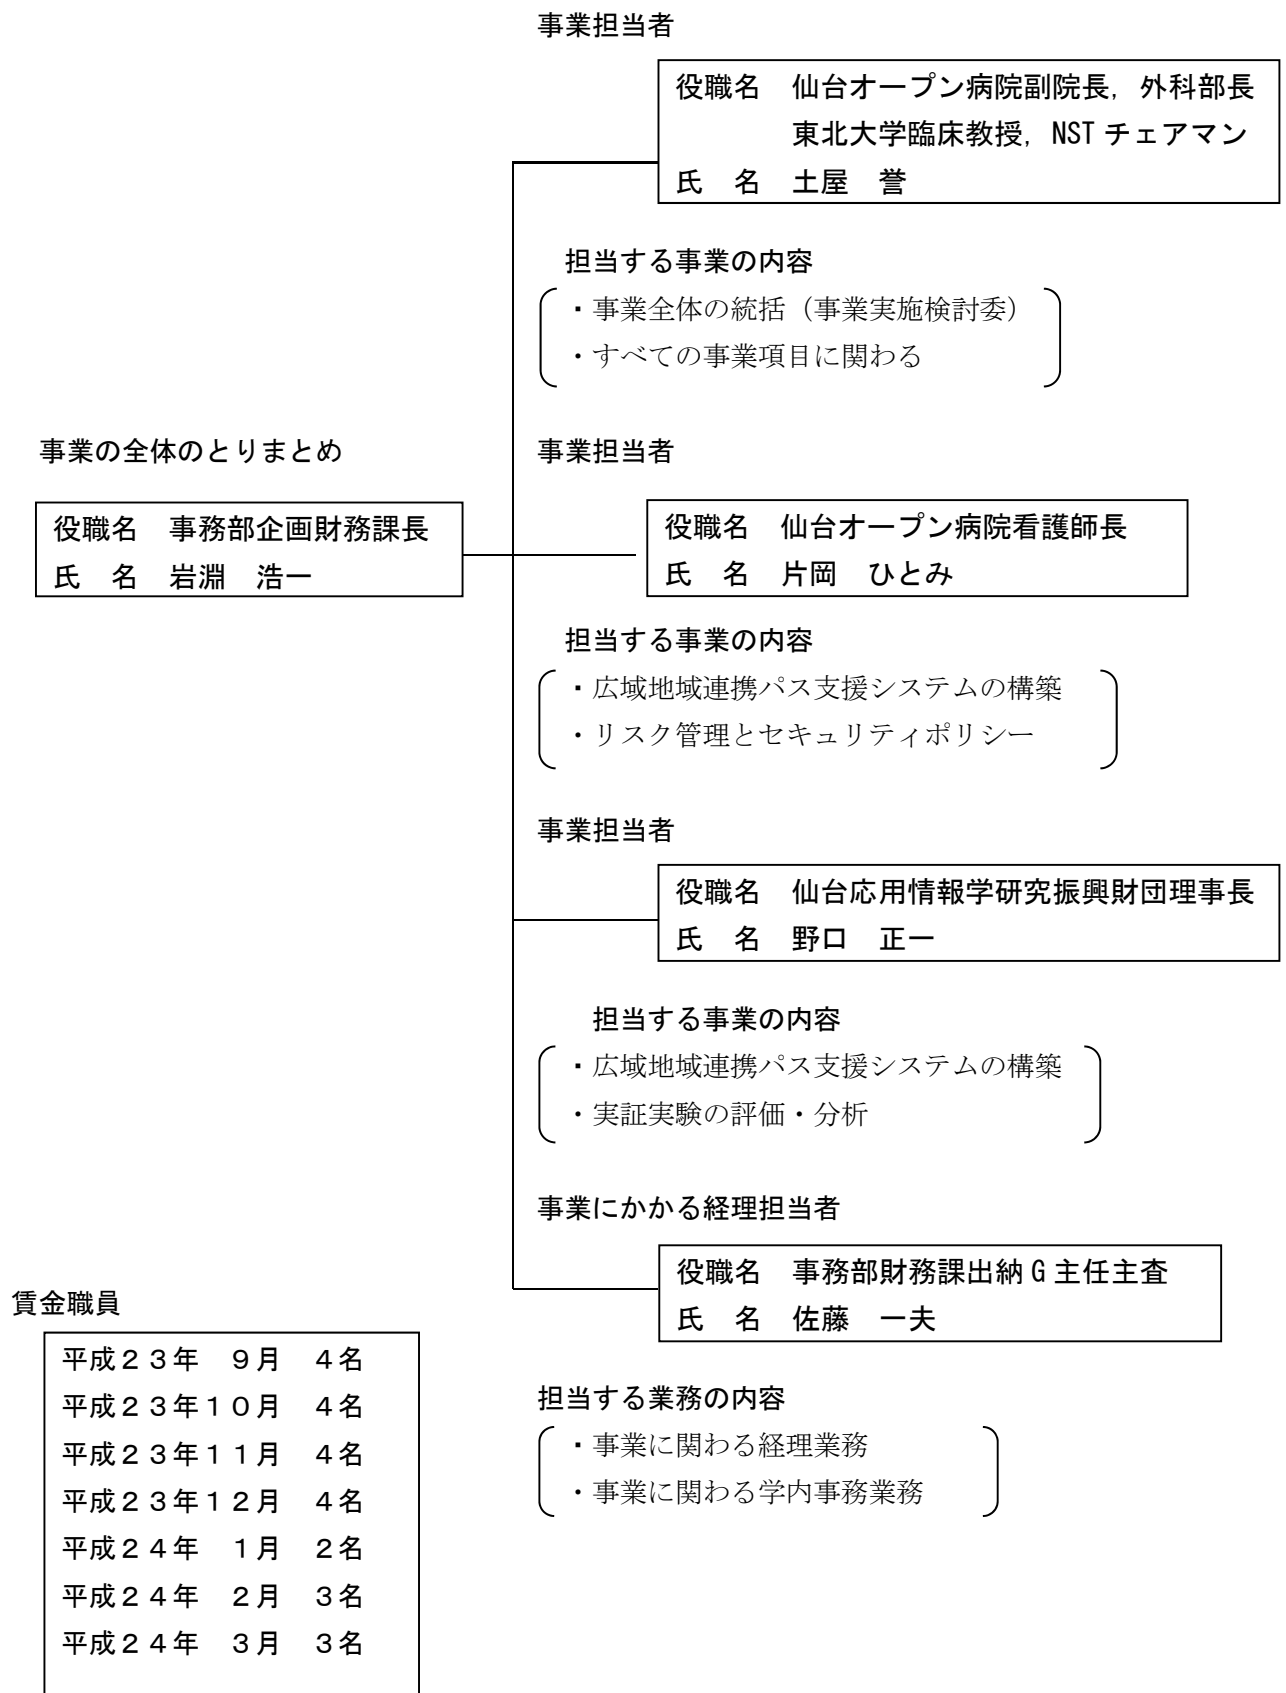 事業担当者
役職名　仙台オープン病院副院長，外科部長
東北大学臨床教授，NST チェアマン
氏　名　土屋　誉
担当する事業の内容
・事業全体の統括（事業実施検討委）
・すべての事業項目に関わる
事業の全体のとりまとめ
役職名　事務部企画財務課長
氏　名　岩淵　浩一
事業担当者
役職名　仙台オープン病院看護師長
氏　名　片岡　ひとみ
担当する事業の内容
・広域地域連携パス支援システムの構築
・リスク管理とセキュリティポリシー
事業担当者
役職名　仙台応用情報学研究振興財団理事長
氏　名　野口　正一
担当する事業の内容
・広域地域連携パス支援システムの構築
・実証実験の評価・分析
事業にかかる経理担当者
役職名　事務部財務課出納 G 主任主査
氏　名　佐藤　一夫
担当する業務の内容
・事業に関わる経理業務
・事業に関わる学内事務業務
賃金職員
平成２３年　９月　４名
平成２３年１０月　４名
平成２３年１１月　４名
平成２３年１２月　４名
平成２４年　１月　２名
平成２４年　２月　３名
平成２４年　３月　３名